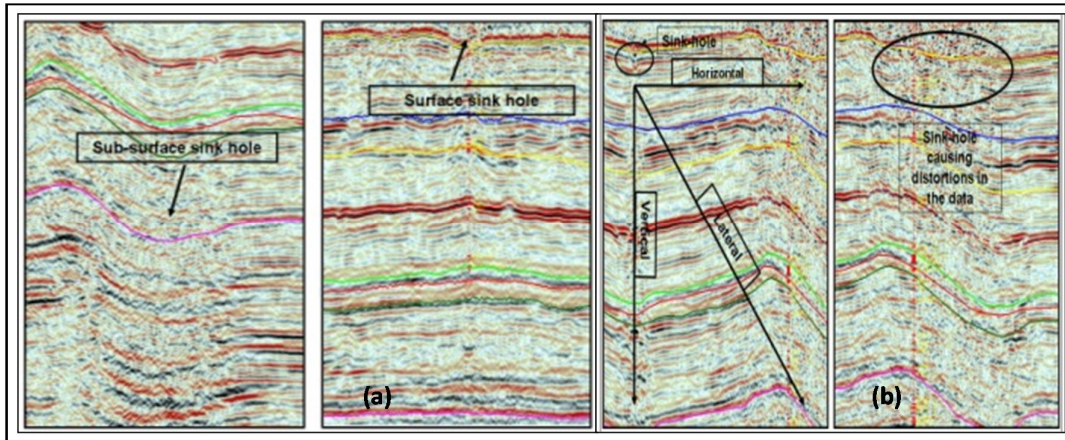 Sub-surface sink hole
Surface sink hole
(a)
Sink-hole
Horizontal
Vertical
Lateral
Sink-hole
causing
distortions in
the data
(b)